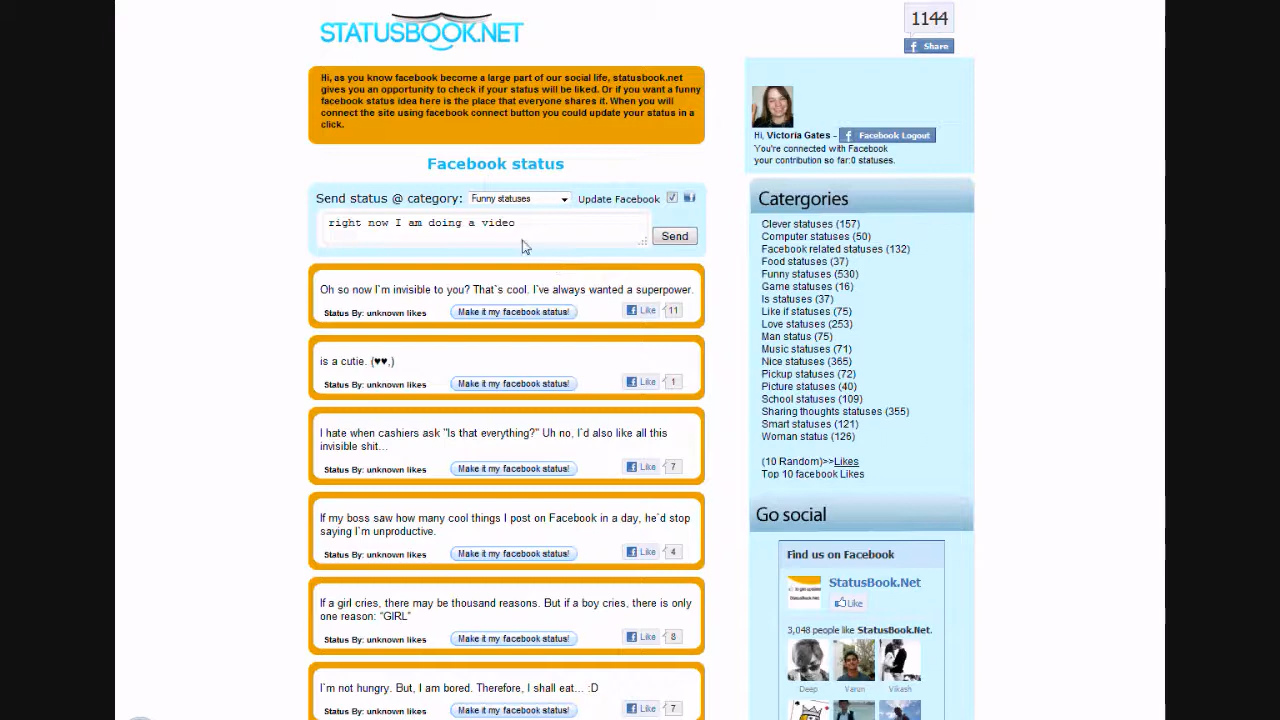 STATUSBOOK.NET
1144
Share
Hi, as you know facebook become a large part of our social life, statusbook.net
gives you an opportunity to check if your status will be liked. Or if you want a funny
facebook status idea here is the place that everyone shares it. When you will
connect the site using facebook connect button you could update your status in a
click.
Hi, Victoria Gates - Facebook Logout
You're connected with Facebook
your contribution so far:0 statuses.
Facebook status
Send status @ category: Funny statuses Update Facebook
right now I am doing a video
Send
Oh so now I`m invisible to you? That`s cool. I`ve always wanted a superpower.
Status By: unknown likes Make it my facebook status! Like 11
is a cutie. (♥♥,)
Status By: unknown likes Make it my facebook status! Like 1
I hate when cashiers ask "Is that everything?" Uh no, I`d also like all this
invisible shit...
Status By: unknown likes Make it my facebook status! Like 7
If my boss saw how many cool things I post on Facebook in a day, he`d stop
saying I`m unproductive.
Status By: unknown likes Make it my facebook status! Like 4
If a girl cries, there may be thousand reasons. But if a boy cries, there is only
one reason: "GIRL"
Status By: unknown likes Make it my facebook status! Like 8
I`m not hungry. But, I am bored. Therefore, I shall eat... :D
Status By: unknown likes Make it my facebook status! Like 7
Catergories
Clever statuses (157)
Computer statuses (50)
Facebook related statuses (132)
Food statuses (37)
Funny statuses (530)
Game statuses (16)
Is statuses (37)
Like if statuses (75)
Love statuses (253)
Man status (75)
Music statuses (71)
Nice statuses (365)
Pickup statuses (72)
Picture statuses (40)
School statuses (109)
Sharing thoughts statuses (355)
Smart statuses (121)
Woman status (126)
(10 Random)>>Likes
Top 10 facebook Likes
Go social
Find us on Facebook
StatusBook.Net
Like
3,048 people like StatusBook.Net.
Deep Varun Vikash